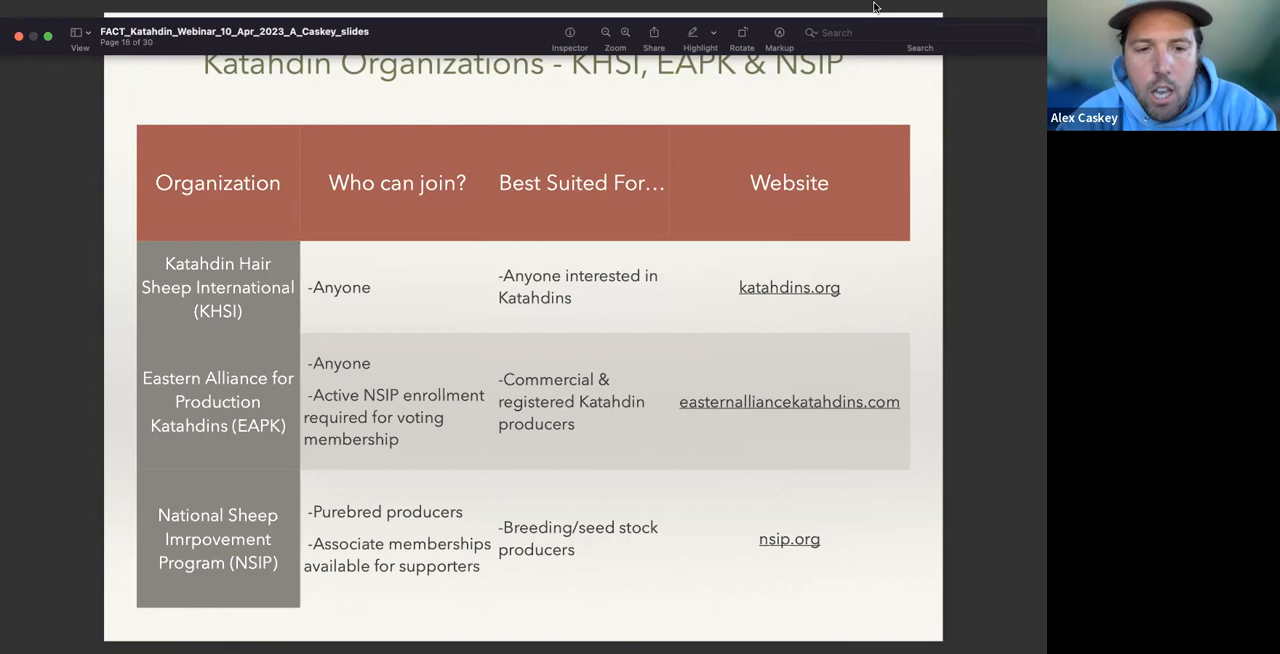 FACT_Katahdin_Webinar_10_Apr_2023_A_Caskey_slides
Page 18 of 30
View
Inspector
Zoom
Share
Highlight
Rotate
Markup
Search
Search
Alex Caskey
Katahdin Organizations - KHSI, EAPK & NSIP
Organization
Who can join?
Best Suited For...
Website
Katahdin Hair
Sheep International
(KHSI)
-Anyone
-Anyone interested in
Katahdins
katahdins.org
Eastern Alliance for
Production
Katahdins (EAPK)
-Anyone
-Active NSIP enrollment
required for voting
membership
-Commercial &
registered Katahdin
producers
easternalliancekatahdins.com
National Sheep
Imrpovement
Program (NSIP)
-Purebred producers
-Associate memberships
available for supporters
-Breeding/seed stock
producers
nsip.org